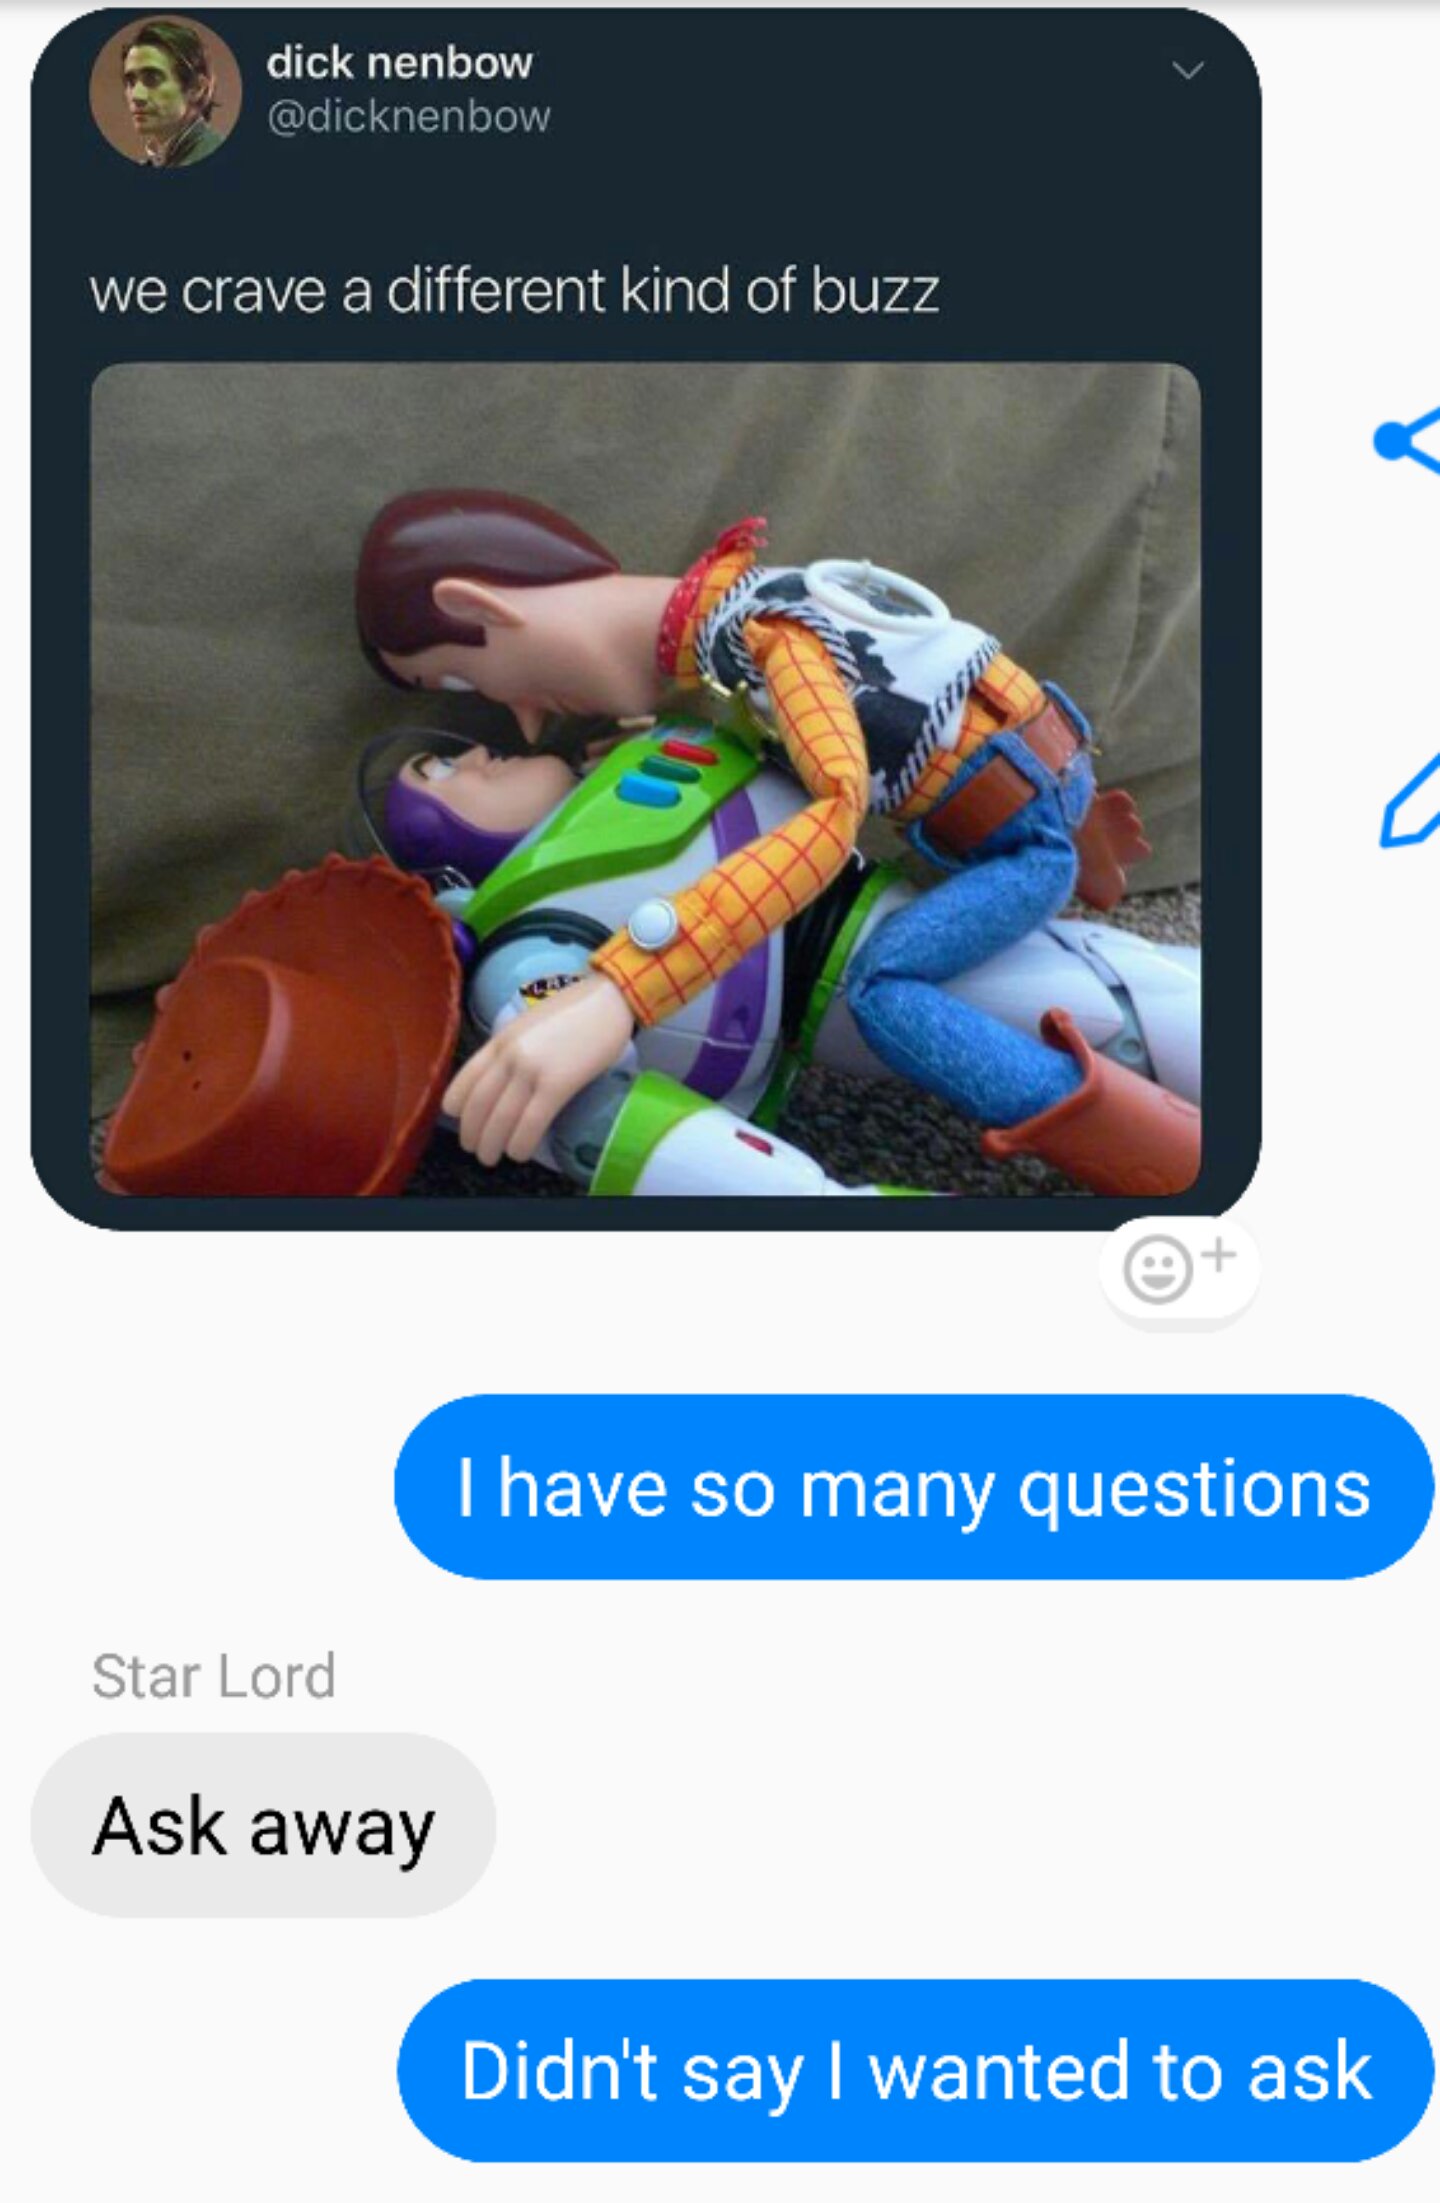 dick nenbow
@dicknenbow
we crave a different kind of buzz
I have so many questions
Star Lord
Ask away
Didn't say I wanted to ask